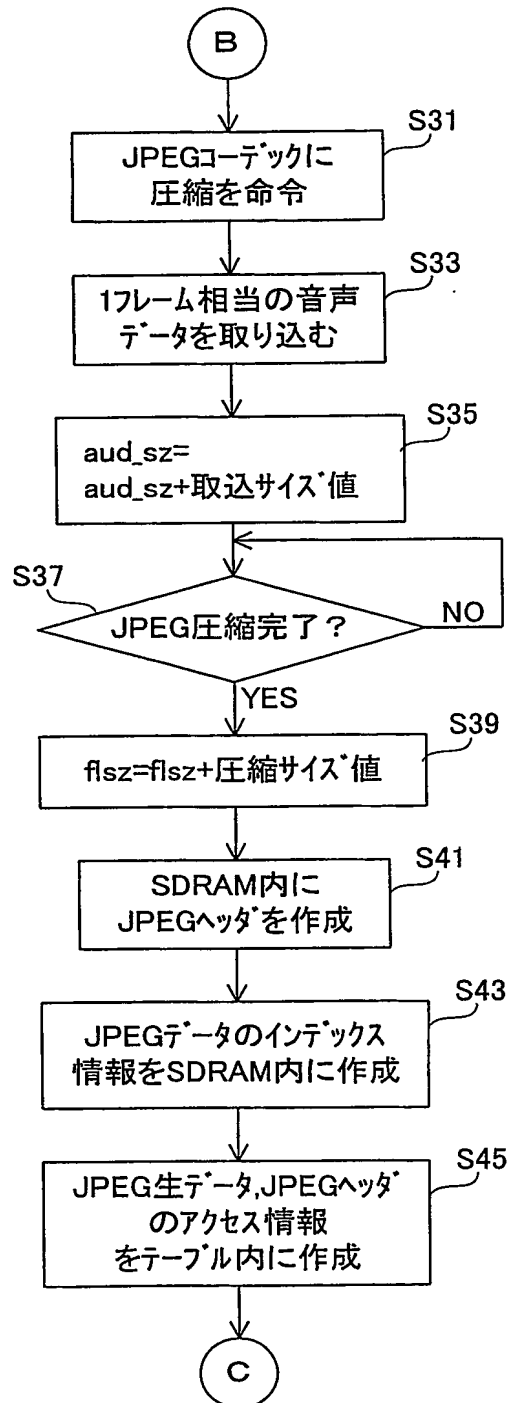 B
S31
JPEGコーデックに
圧縮を命令
S33
1フレーム相当の音声
データを取り込む
S35
aud_sz=
aud_sz+取込サイズ値
S37
JPEG圧縮完了?
NO
YES
S39
flsz=flsz+圧縮サイズ値
S41
SDRAM内に
JPEGヘッダを作成
S43
JPEGデータのインデックス
情報をSDRAM内に作成
S45
JPEG生データ,JPEGヘッダ
のアクセス情報
をテーブル内に作成
C